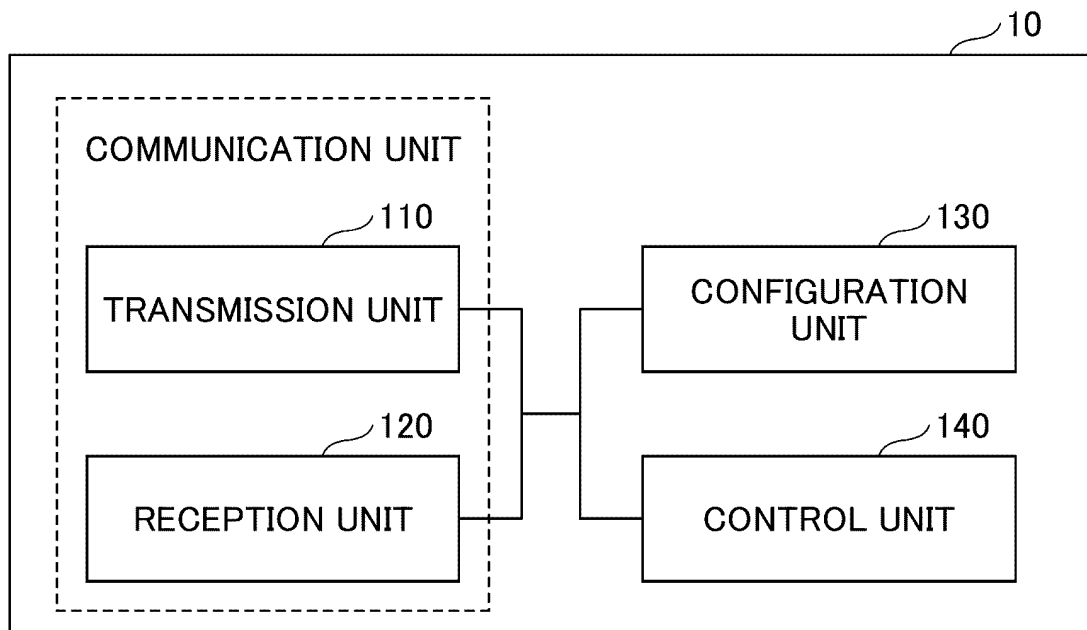 10
COMMUNICATION UNIT
110
TRANSMISSION UNIT
120
RECEPTION UNIT
130
CONFIGURATION
UNIT
140
CONTROL UNIT